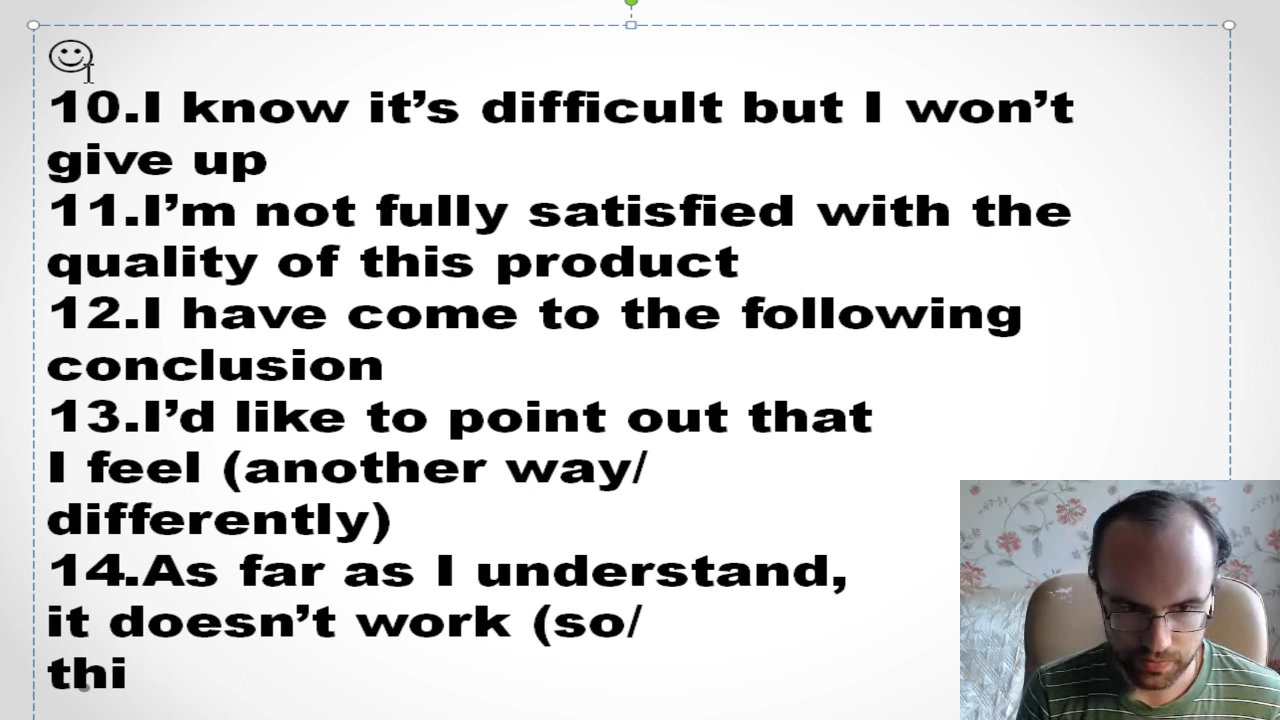 10.I know it’s difficult but I won’t
give up
11.I’m not fully satisfied with the
quality of this product
12.I have come to the following
conclusion
13.I’d like to point out that
I feel (another way/
differently)
14.As far as I understand,
it doesn’t work (so/
thi